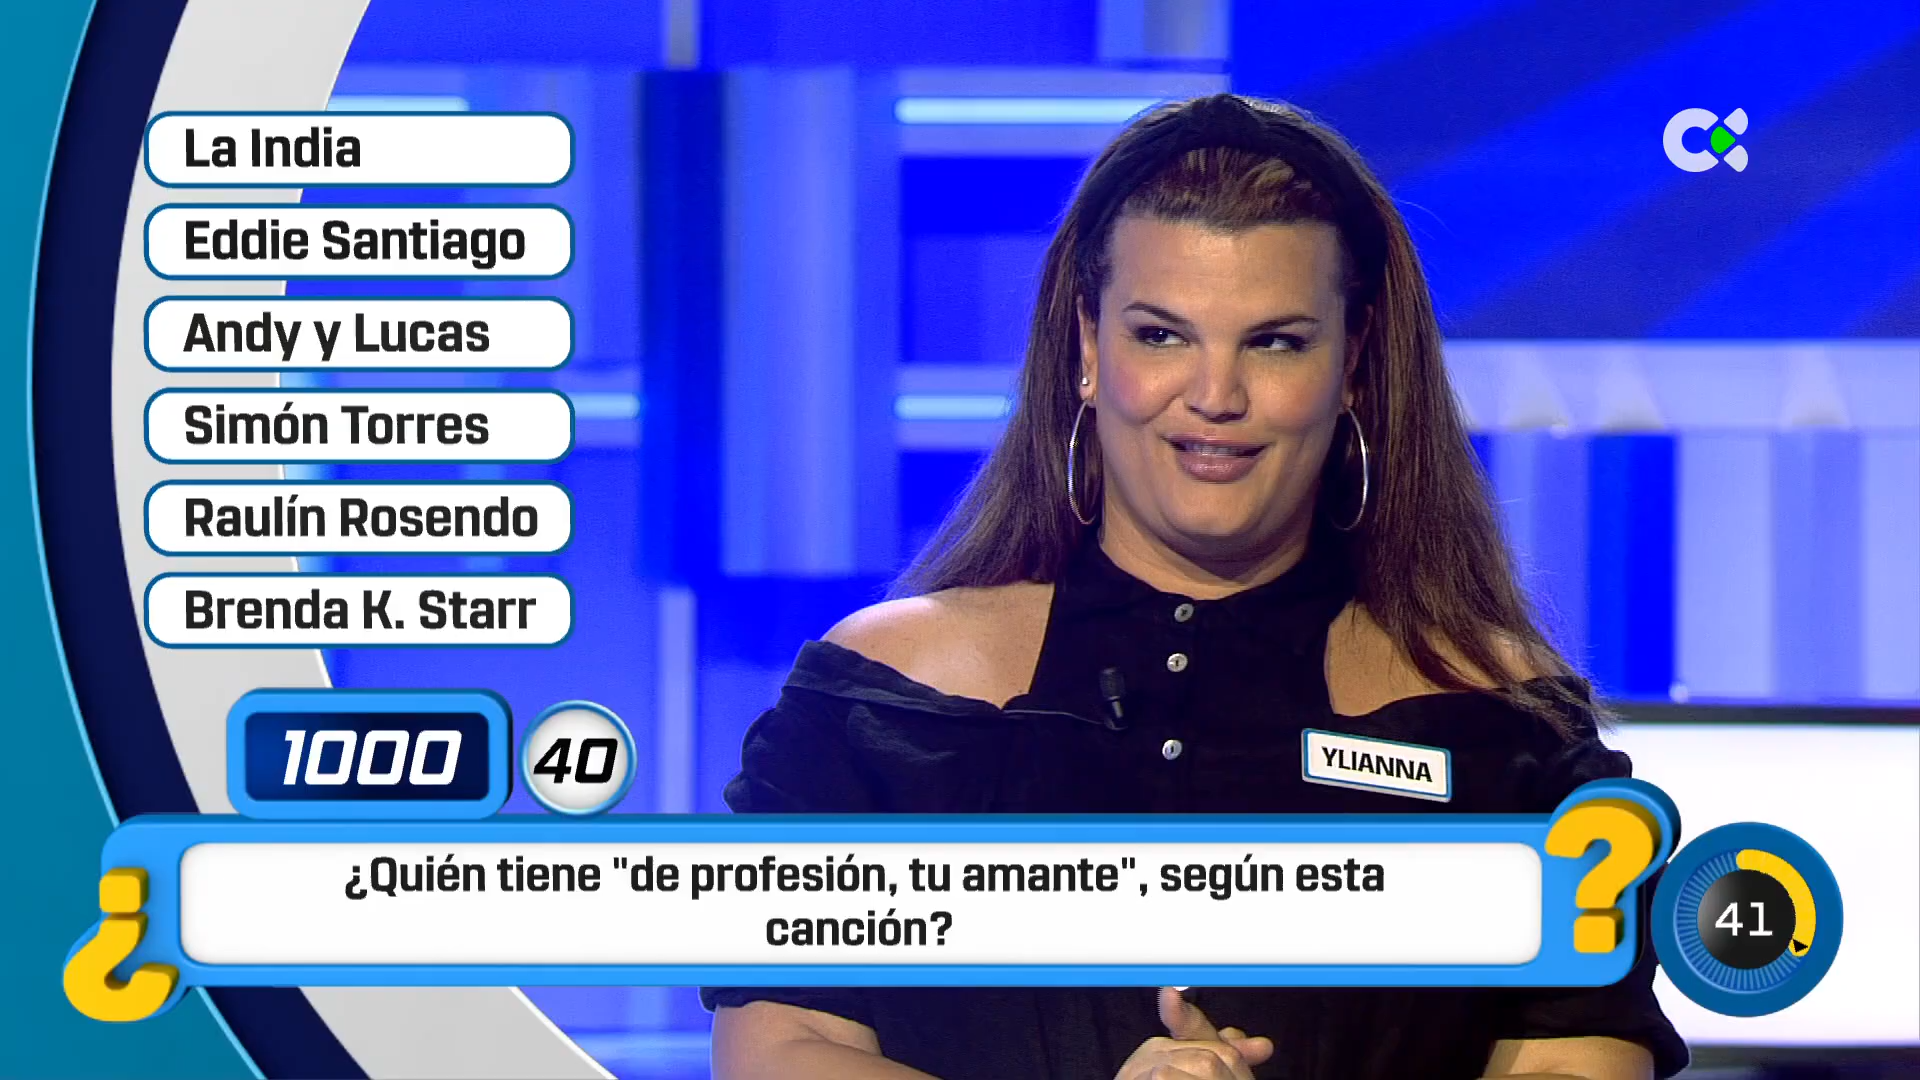 La India
Eddie Santiago
Andy y Lucas
Simón Torres
Raulín Rosendo
Brenda K. Starr
1000
40
YLIANNA
¿Quién tiene "de profesión, tu amante", según esta
canción?
41